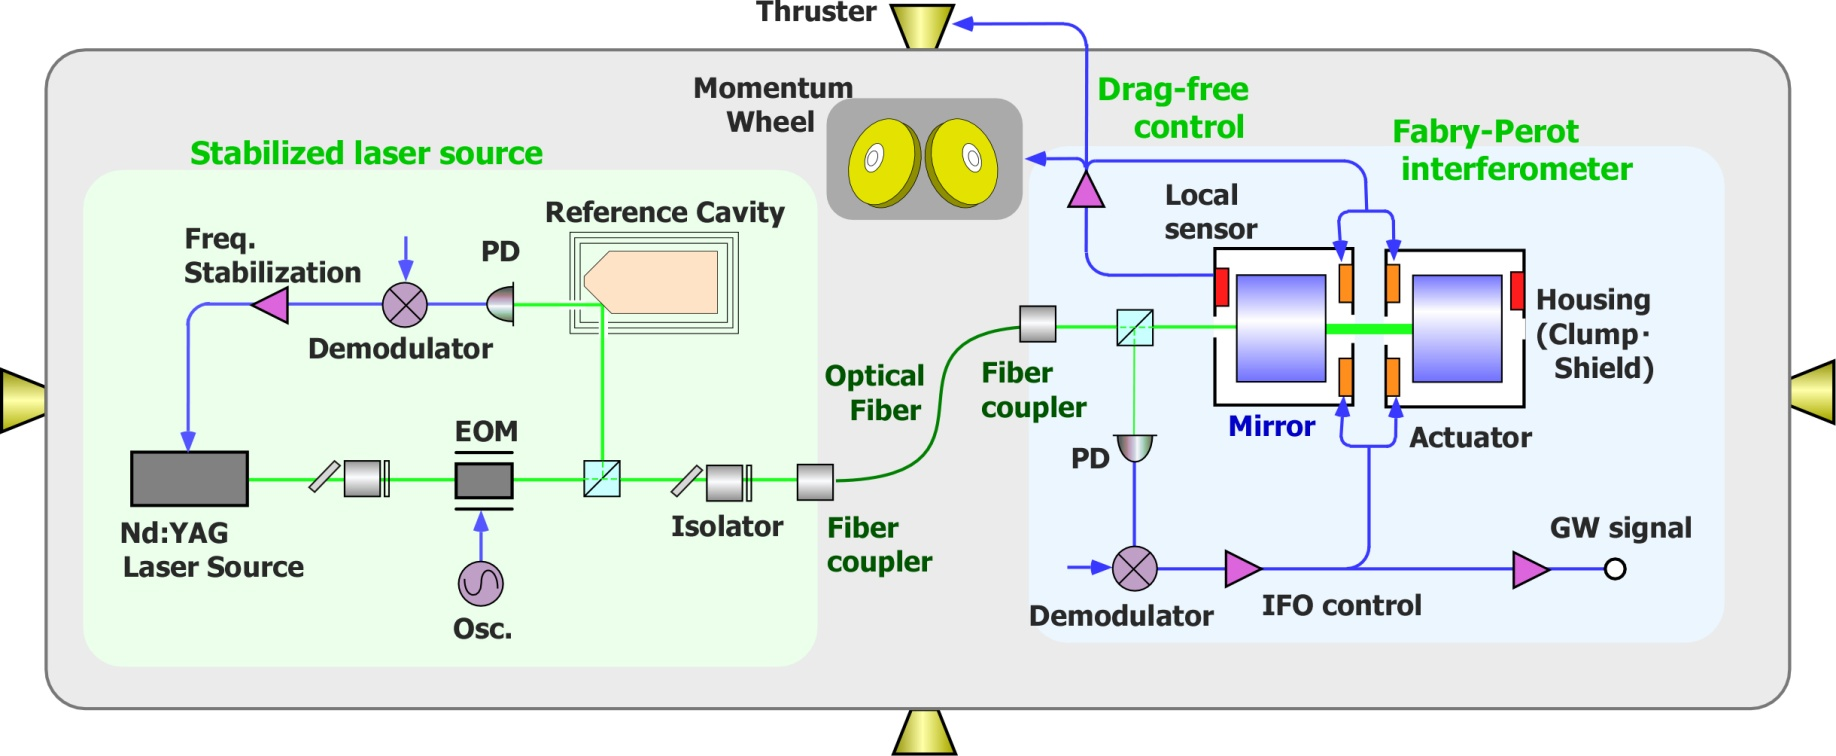 Thruster
Momentum
Wheel
Drag-free
control
Fabry-Perot
interferometer
Stabilized laser source
Reference Cavity
Freq.
Stabilization
PD
Demodulator
Local
sensor
Housing
(Clump·
Shield)
Optical
Fiber
Fiber
coupler
Mirror
Actuator
EOM
PD
Nd:YAG
Laser Source
Isolator
Fiber
coupler
GW signal
Osc.
Demodulator
IFO control